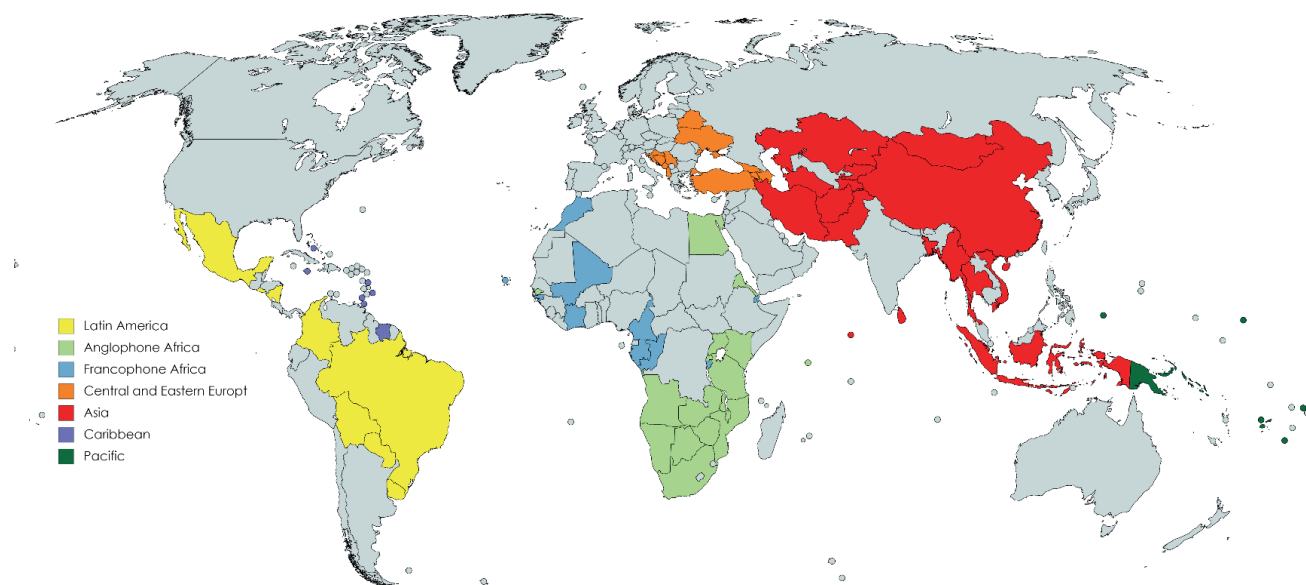 Latin America
Anglophone Africa
Francophone Africa
Central and Eastern Europt
Asia
Caribbean
Pacific